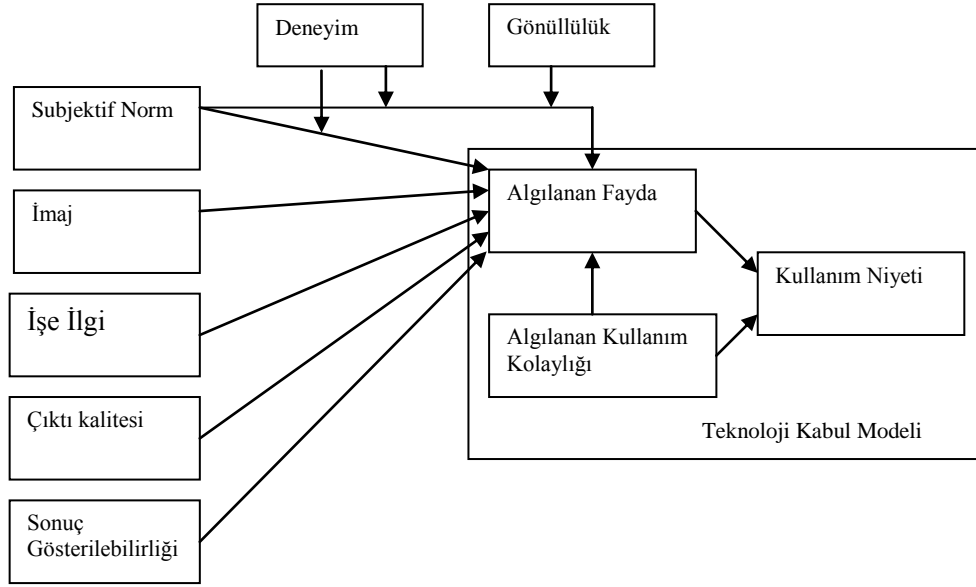 Deneyim
Gönüllülük
Subjektif Norm
İmaj
İşe İlgi
Çıktı kalitesi
Sonuç
Gösterilebilirliği
Algılanan Fayda
Algılanan Kullanım
Kolaylığı
Kullanım Niyeti
Teknoloji Kabul Modeli